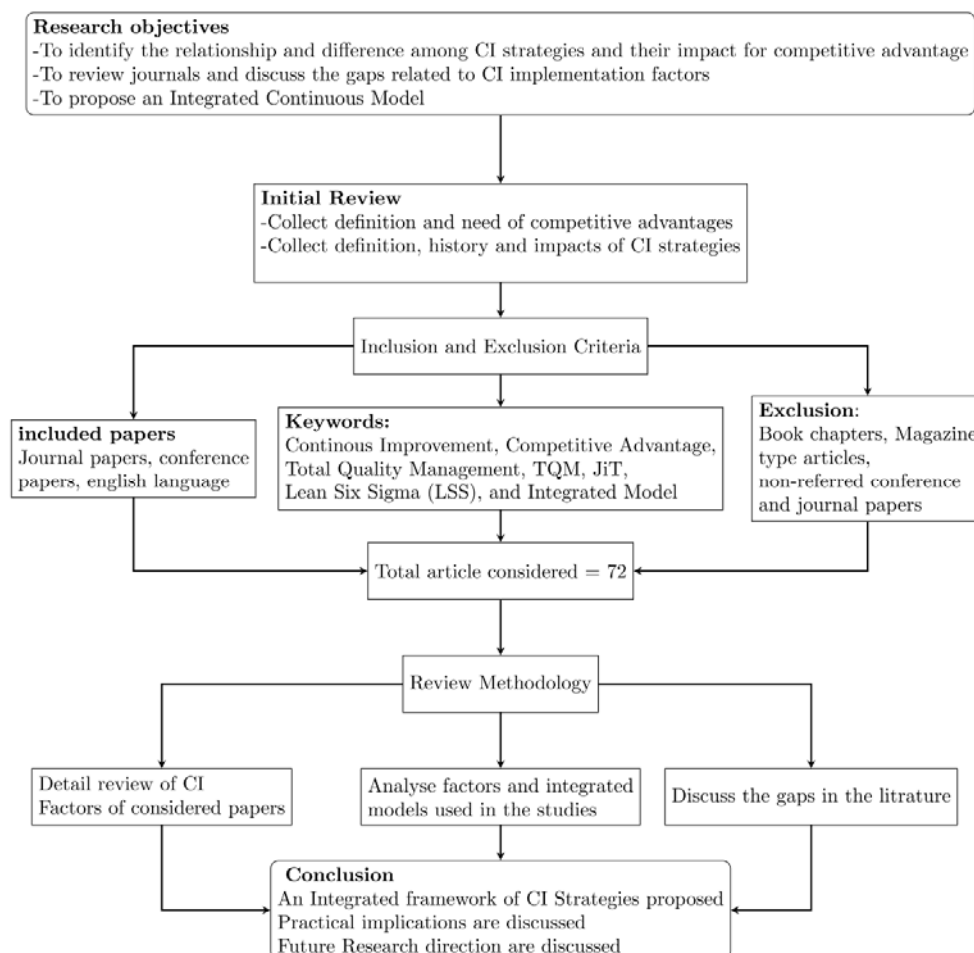 Research objectives
-To identify the relationship and difference among CI strategies and their impact for competitive advantage
-To review journals and discuss the gaps related to CI implementation factors
-To propose an Integrated Continuous Model
Initial Review
-Collect definition and need of competitive advantages
-Collect definition, history and impacts of CI strategies
Inclusion and Exclusion Criteria
included papers
Journal papers, conference
papers, english language
Keywords:
Continous Improvement, Competitive Advantage,
Total Quality Management, TQM, JiT,
Lean Six Sigma (LSS), and Integrated Model
Exclusion:
Book chapters, Magazine
type articles,
non-referred conference
and journal papers
Total article considered = 72
Review Methodology
Detail review of CI
Factors of considered papers
Analyse factors and integrated
models used in the studies
Discuss the gaps in the litrature
Conclusion
An Integrated framework of CI Strategies proposed
Practical implications are discussed
Future Research direction are discussed